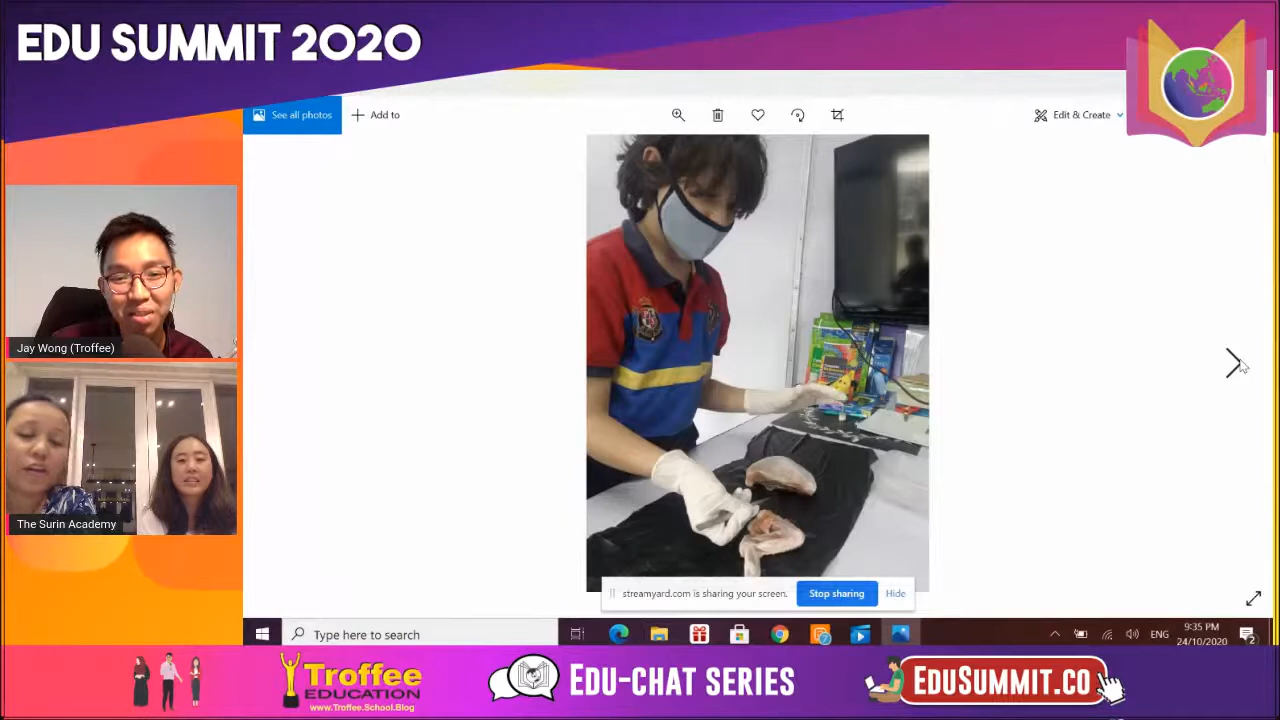 EDU SUMMIT 2020
See all photos
Add to
Edit & Create
Jay Wong (Troffee)
The Surin Academy
streamyard.com is sharing your screen.
Stop sharing
Hide
Type here to search
ENG
9:35 PM
24/10/2020
2
Troffee
EDUCATION
www.Troffee.School.Blog
EDU-CHAT SERIES
EDUSUMMIT.CO